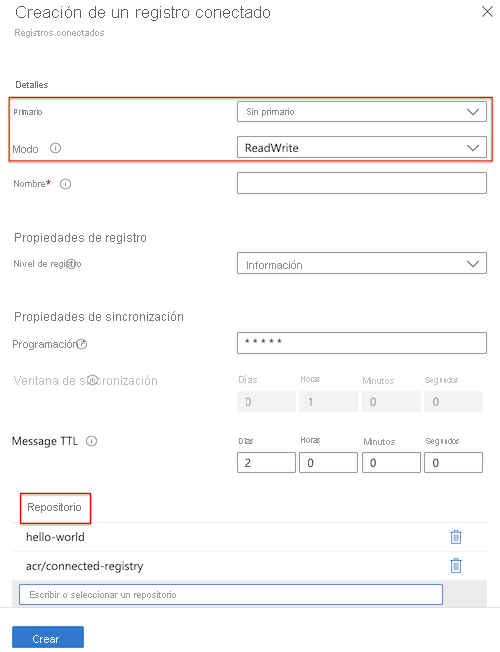 Creación de un registro conectado
Registros conectados
Detalles
Primario
Sin primario
Modo
ReadWrite
Nombre*
Propiedades de registro
Nivel de registro
Información
Propiedades de sincronización
Programación
* * * * *
Ventana de sincronización
Días Horas Minutos Segundos
0 1 0 0
Message TTL
Días Horas Minutos Segundos
2 0 0 0
Repositorio
hello-world
acr/connected-registry
Escribir o seleccionar un repositorio
Crear